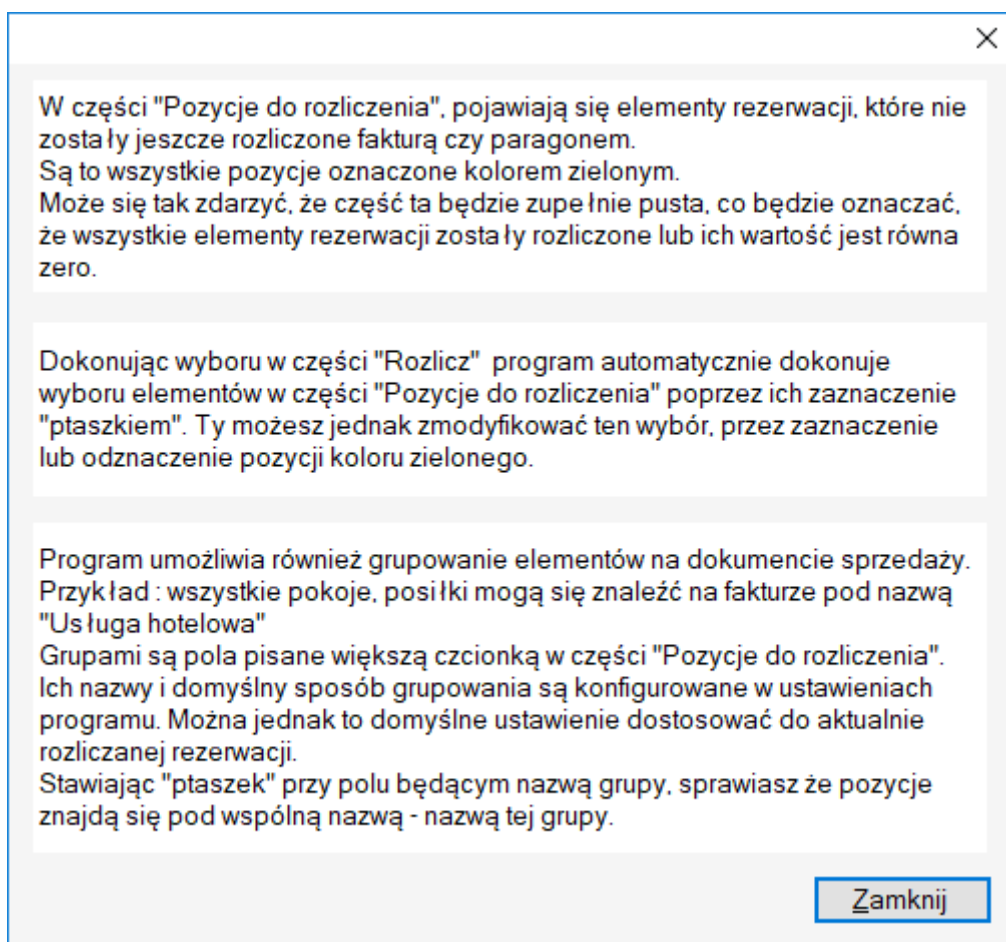 W części "Pozycje do rozliczenia", pojawiają się elementy rezerwacji, które nie
zostały jeszcze rozliczone fakturą czy paragonem.
Są to wszystkie pozycje oznaczone kolorem zielonym.
Może się tak zdarzyć, że część ta będzie zupełnie pusta, co będzie oznaczać,
że wszystkie elementy rezerwacji zostały rozliczone lub ich wartość jest równa
zero.
Dokonując wyboru w części "Rozlicz"  program automatycznie dokonuje
wyboru elementów w części "Pozycje do rozliczenia" poprzez ich zaznaczenie
"ptaszkiem". Ty możesz jednak zmodyfikować ten wybór, przez zaznaczenie
lub odznaczenie pozycji koloru zielonego.
Program umożliwia również grupowanie elementów na dokumencie sprzedaży.
Przykład : wszystkie pokoje, posiłki mogą się znaleźć na fakturze pod nazwą
"Usługa hotelowa"
Grupami są pola pisane większą czcionką w części "Pozycje do rozliczenia".
Ich nazwy i domyślny sposób grupowania są konfigurowane w ustawieniach
programu. Można jednak to domyślne ustawienie dostosować do aktualnie
rozliczanej rezerwacji.
Stawiając "ptaszek" przy polu będącym nazwą grupy, sprawiasz że pozycje
znajdą się pod wspólną nazwą - nazwą tej grupy.
Zamknij